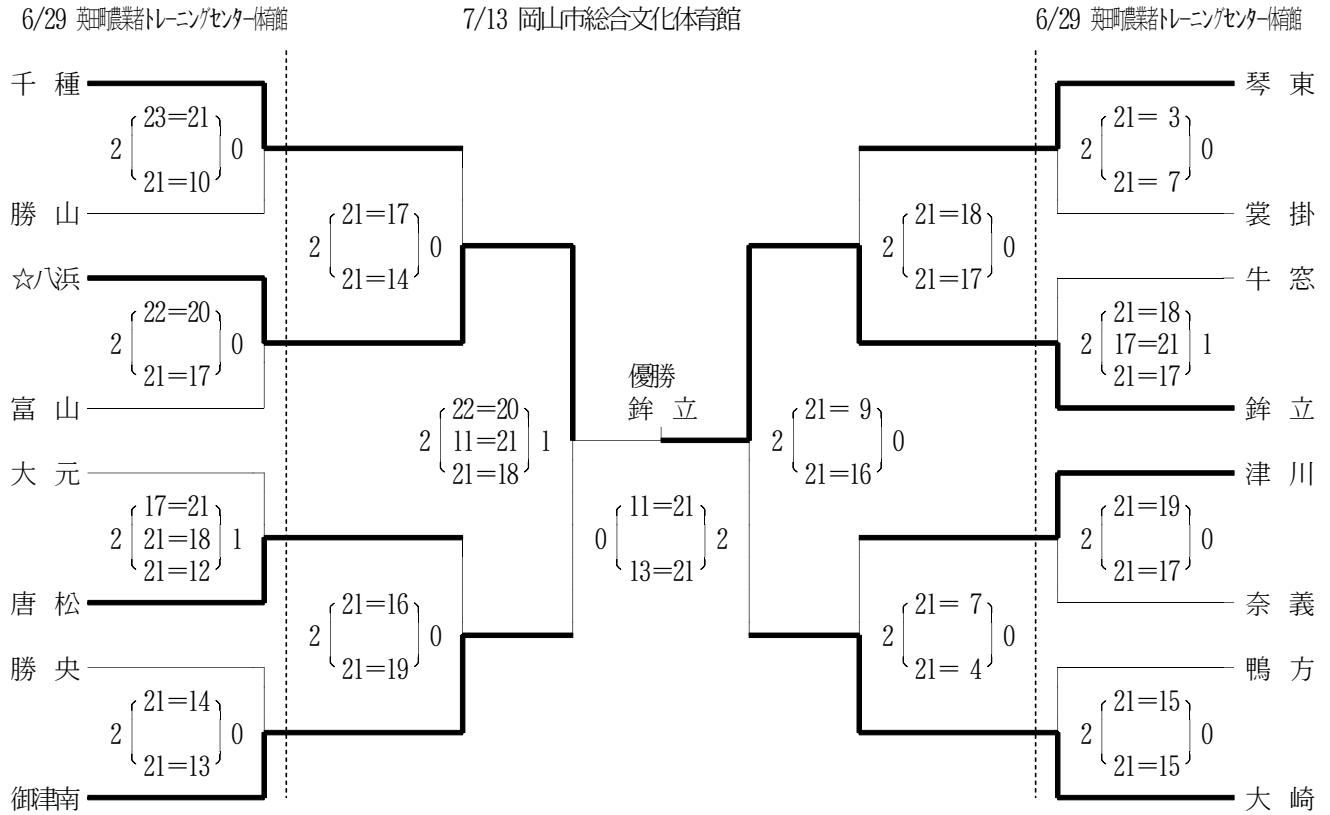 6/29 英田町農業者トレーニングセンター体育館
7/13 岡山市総合文化体育館
6/29 英田町農業者トレーニングセンター体育館
千種
23=21
2 0
21=10
勝山
21=17
2 0
21=14
☆八浜
22=20
2 0
21=17
富山
22=20
2 11=21 1
21=18
大元
17=21
2 21=18 1
21=12
唐松
21=16
2 0
21=19
勝央
21=14
2 0
21=13
御津南
優勝
鉾立
11=21
0 2
13=21
琴東
21= 3
2 0
21= 7
裳掛
21=18
2 0
21=17
牛窓
21=18
2 17=21 1
21=17
鉾立
21= 9
2 0
21=16
津川
21=19
2 0
21=17
奈義
21= 7
2 0
21= 4
鴨方
21=15
2 0
21=15
大崎